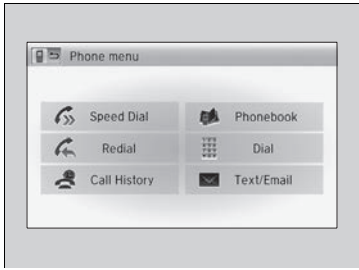 Phone menu
Speed Dial
Phonebook
Redial
Dial
Call History
Text/Email